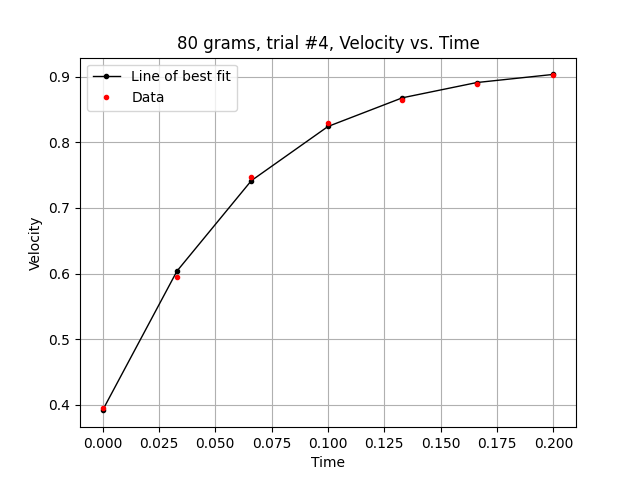 80 grams, trial #4, Velocity vs. Time
Line of best fit
Data
0.9
0.8
0.7
0.6
0.5
0.4
Velocity
0.000 0.025 0.050 0.075 0.100 0.125 0.150 0.175 0.200
Time